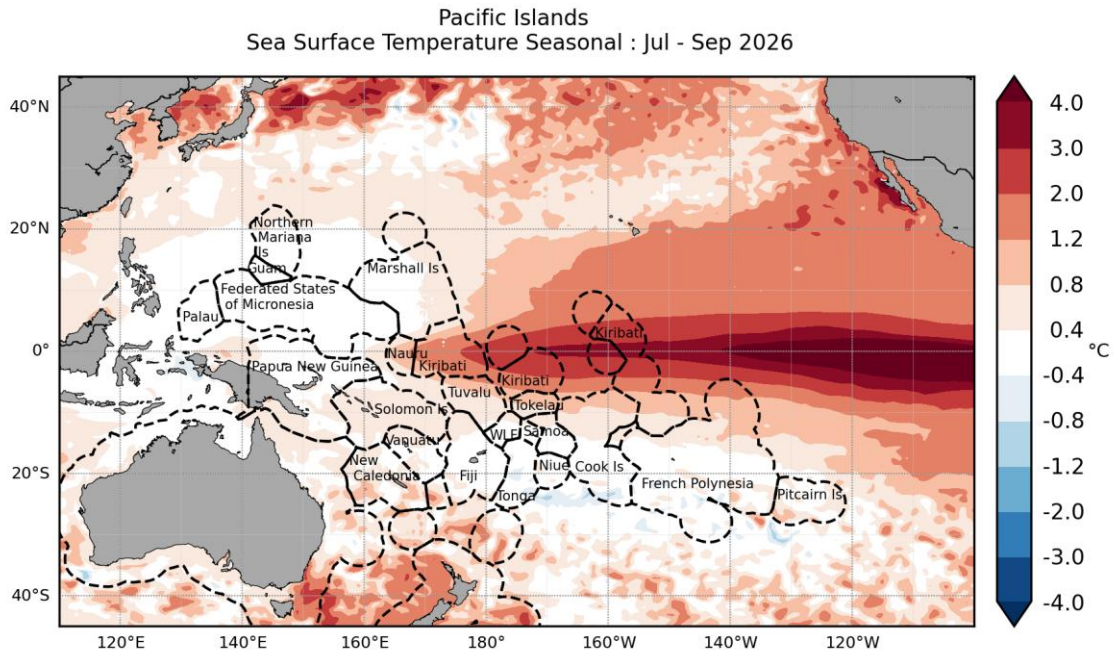 Pacific Islands
Sea Surface Temperature Seasonal : Jul - Sep 2026
40°N
20°N
0°
20°S
40°S
120°E
140°E
160°E
180°
160°W
140°W
120°W
Northern
Mariana
Is
Guam
Marshall Is
Federated States
of Micronesia
Palau
Nauru
Kiribati
Kiribati
Papua New Guinea
Kiribati
Tuvalu
Tokelau
Solomon Is
WLF
Samoa
Vanuatu
New
Caledonia
Fiji
Niue
Cook Is
Tonga
French Polynesia
Pitcairn Is
4.0
3.0
2.0
1.2
0.8
0.4
-0.4
-0.8
-1.2
-2.0
-3.0
-4.0
°C